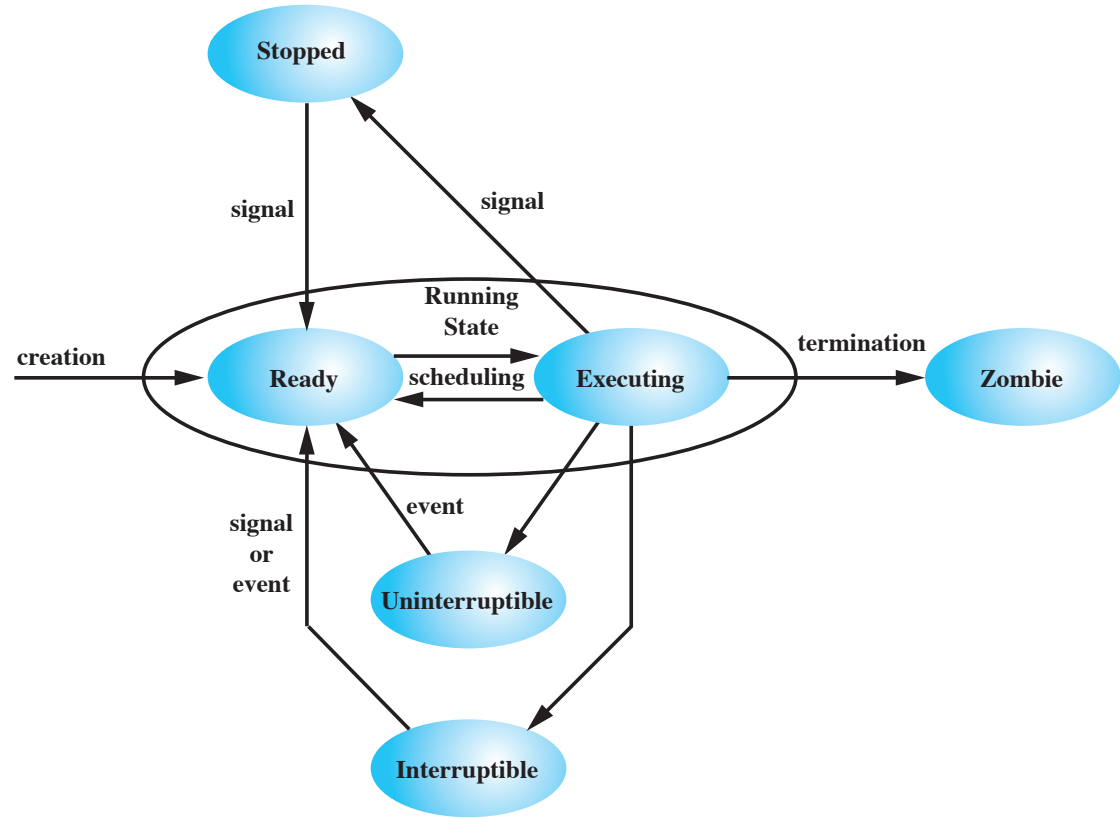 Stopped
signal
signal
Running
State
creation
Ready
scheduling
Executing
termination
Zombie
event
signal
or
event
Uninterruptible
Interruptible